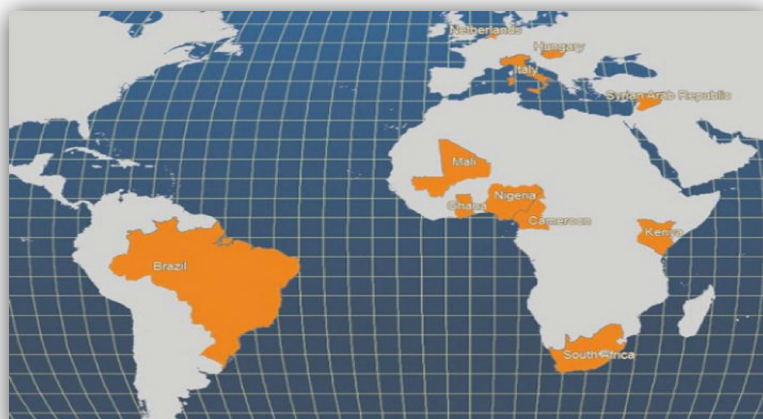 Netherlands
Hungary
Italy
Syrian Arab Republic
Mali
Nigeria
Ghana
Cameroon
Kenya
Brazil
South Africa